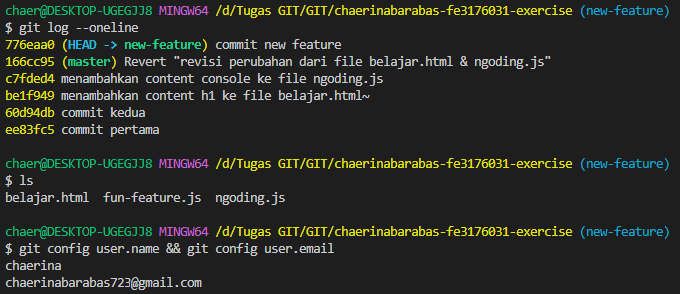 chaer@DESKTOP-UGEGJJ8 MINGW64 /d/Tugas GIT/GIT/chaerinabarabas-fe3176031-exercise (new-feature)
$ git log --oneline
776eaa0 (HEAD -> new-feature) commit new feature
166cc95 (master) Revert "revisi perubahan dari file belajar.html & ngoding.js"
c7fded4 menambahkan content console ke file ngoding.js
be1f949 menambahkan content h1 ke file belajar.html~
60d94db commit kedua
ee83fc5 commit pertama
chaer@DESKTOP-UGEGJJ8 MINGW64 /d/Tugas GIT/GIT/chaerinabarabas-fe3176031-exercise (new-feature)
$ ls
belajar.html  fun-feature.js  ngoding.js
chaer@DESKTOP-UGEGJJ8 MINGW64 /d/Tugas GIT/GIT/chaerinabarabas-fe3176031-exercise (new-feature)
$ git config user.name && git config user.email
chaerina
chaerinabarabas723@gmail.com